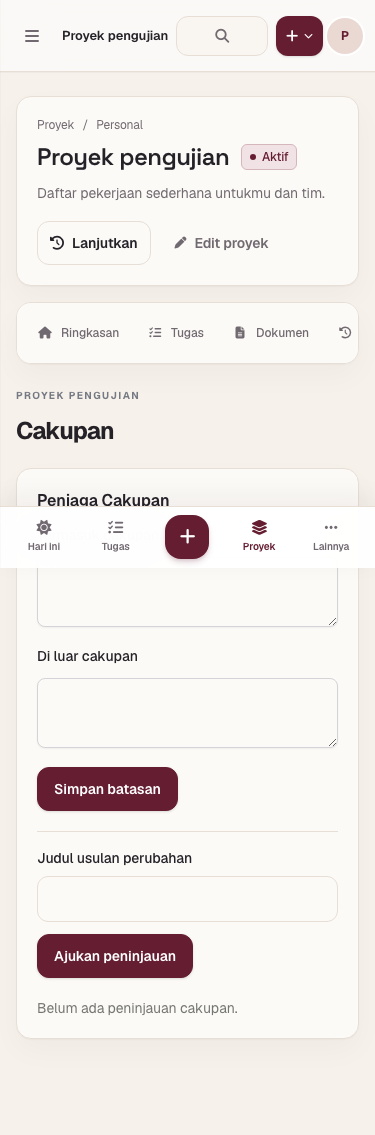 Proyek pengujian
P
Proyek / Personal
Proyek pengujian
Aktif
Daftar pekerjaan sederhana untukmu dan tim.
Lanjutkan
Edit proyek
Ringkasan
Tugas
Dokumen
PROYEK PENGUJIAN
Cakupan
Penjaga Cakupan
Hari ini
Tugas
Proyek
Lainnya
Di luar cakupan
Simpan batasan
Judul usulan perubahan
Ajukan peninjauan
Belum ada peninjauan cakupan.